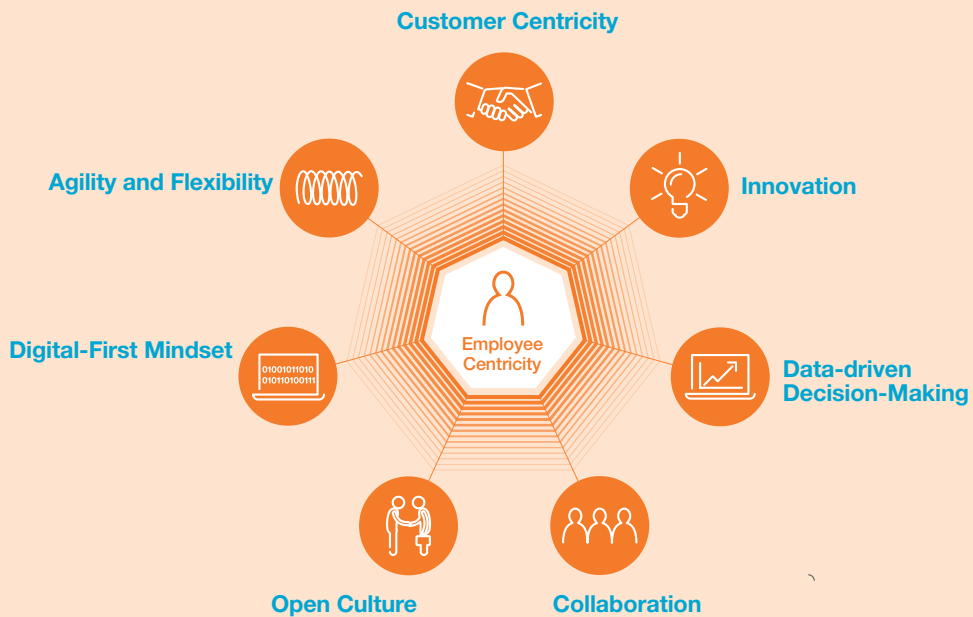 Customer Centricity
Agility and Flexibility
Innovation
Employee
Centricity
Digital-First Mindset
01001011010
010110100111
Data-driven
Decision-Making
Open Culture
Collaboration